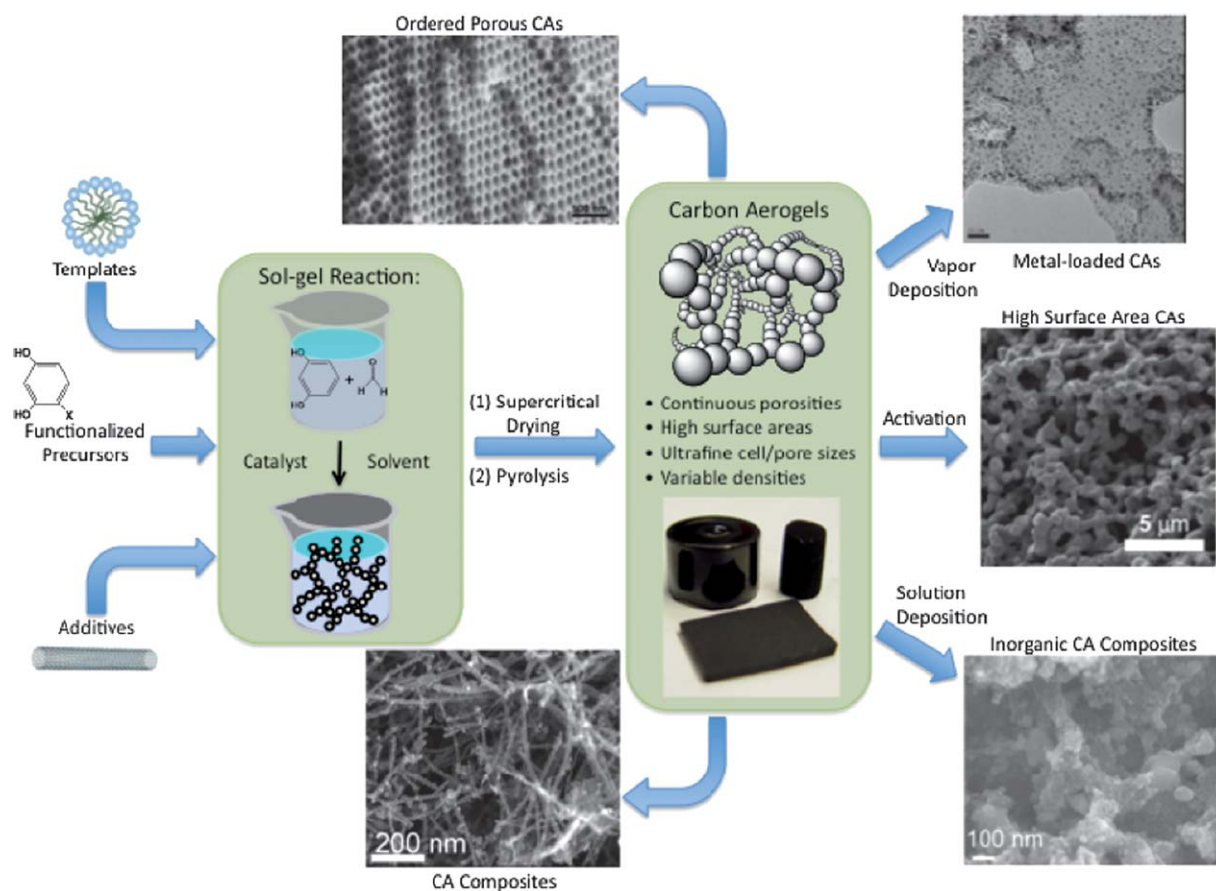 Ordered Porous CAs
Templates
HO
HO
X
Functionalized
Precursors
Additives
Sol-gel Reaction:
HO
HO
+
O
H
H
Catalyst
Solvent
(1) Supercritical
Drying
(2) Pyrolysis
Carbon Aerogels
• Continuous porosities
• High surface areas
• Ultrafine cell/pore sizes
• Variable densities
Vapor
Deposition
Metal-loaded CAs
High Surface Area CAs
Activation
5 µm
Solution
Deposition
Inorganic CA Composites
100 nm
200 nm
CA Composites